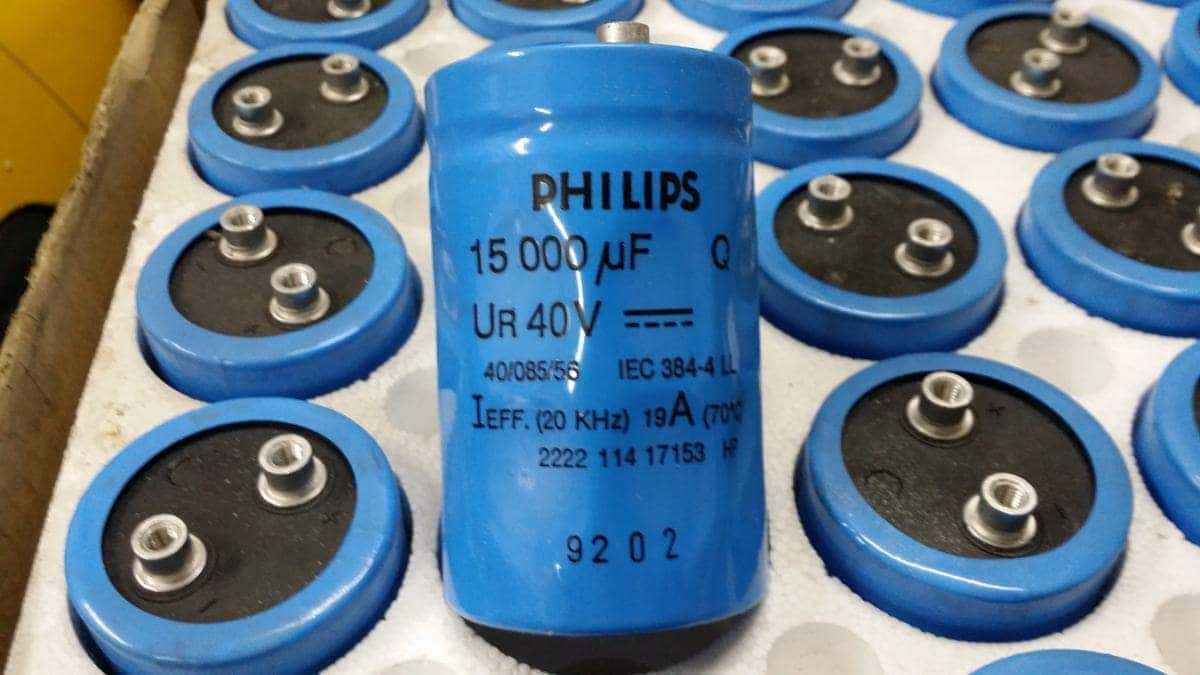 PHILIPS
15 000 µF Q
UR 40V
40/085/56 IEC 384-4 LL
IEFF. (20 KHz) 19A
2222 114 17153
9202